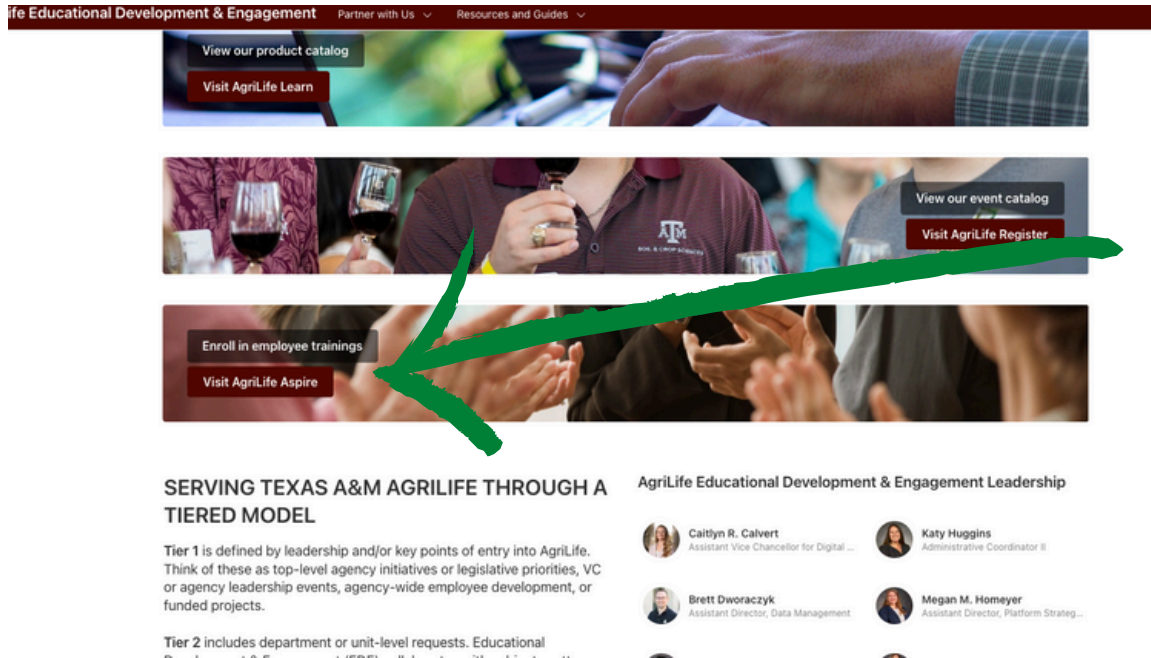 ife Educational Development & Engagement Partner with Us Resources and Guides
View our product catalog
Visit AgriLife Learn
View our event catalog
Visit AgriLife Register
ĀM
SOIL & CROP SCIENCES
Enroll in employee trainings
Visit AgriLife Aspire
SERVING TEXAS A&M AGRILIFE THROUGH A
TIERED MODEL
Tier 1 is defined by leadership and/or key points of entry into AgriLife.
Think of these as top-level agency initiatives or legislative priorities, VC
or agency leadership events, agency-wide employee development, or
funded projects.
Tier 2 includes department or unit-level requests. Educational
AgriLife Educational Development & Engagement Leadership
Caitlyn R. Calvert
Assistant Vice Chancellor for Digital ...
Katy Huggins
Administrative Coordinator II
Brett Dworaczyk
Assistant Director, Data Management
Megan M. Homeyer
Assistant Director, Platform Strateg...